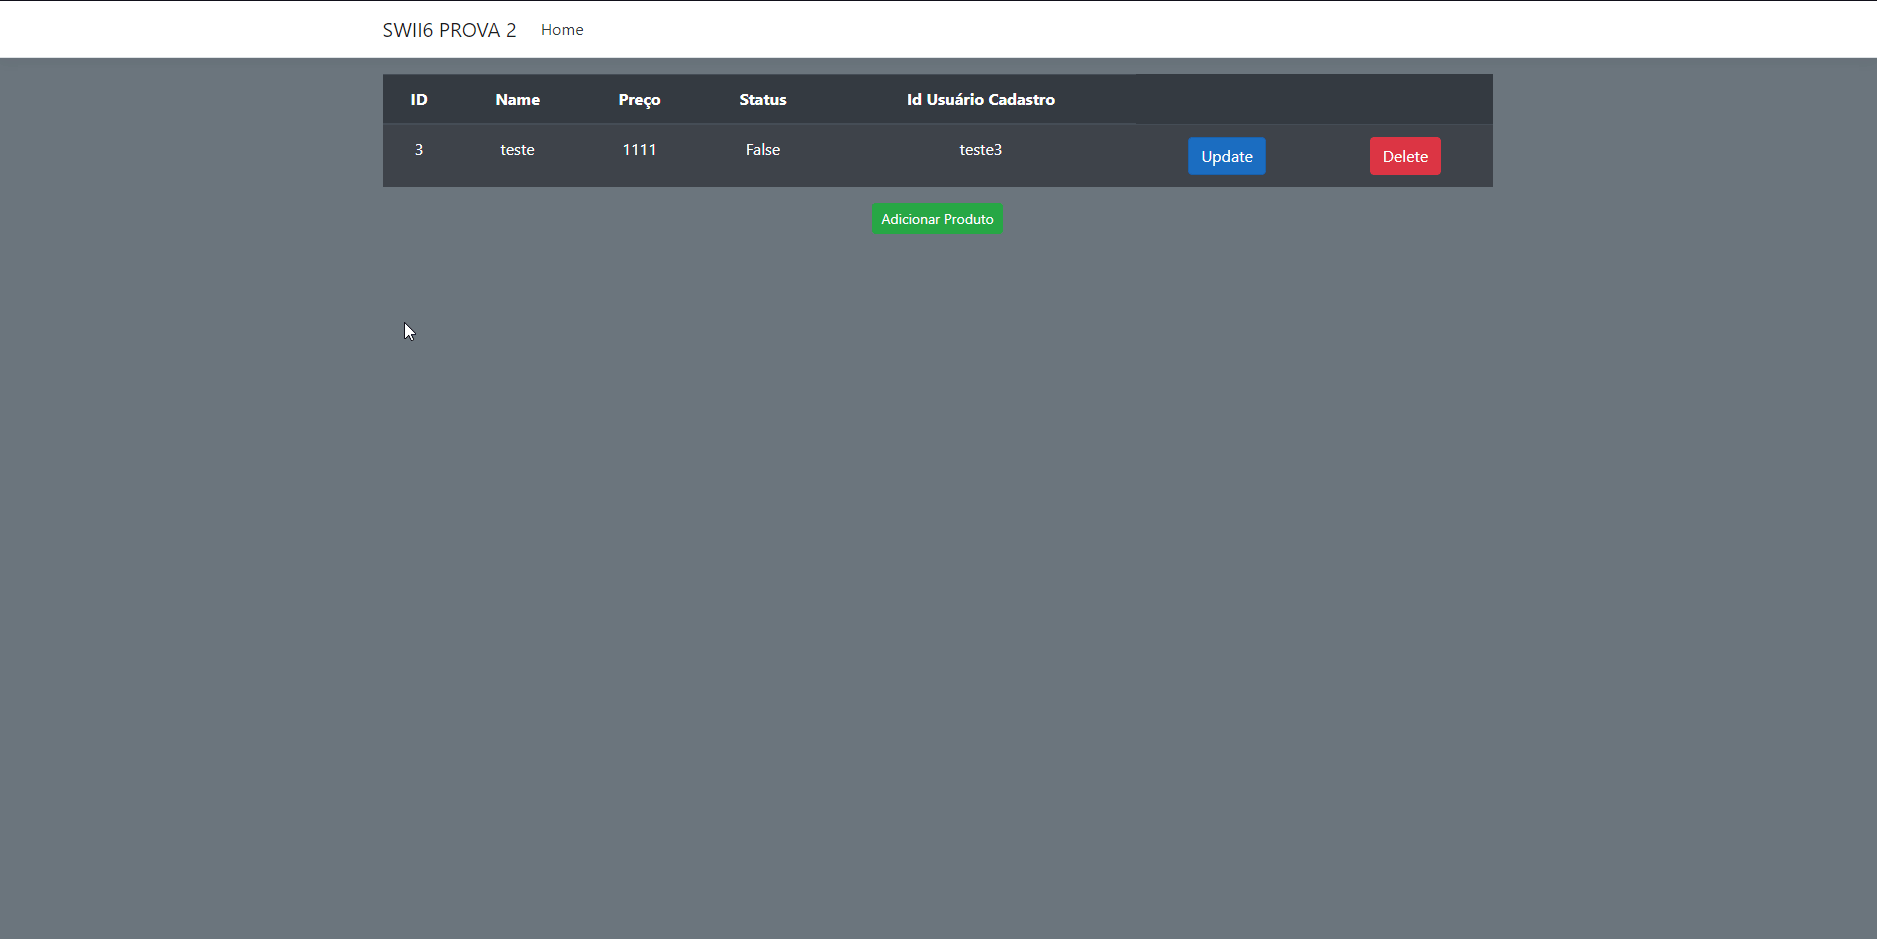 SWII6 PROVA 2 Home
ID Name Preço Status Id Usuário Cadastro
3 teste 1111 False teste3 Update Delete
Adicionar Produto